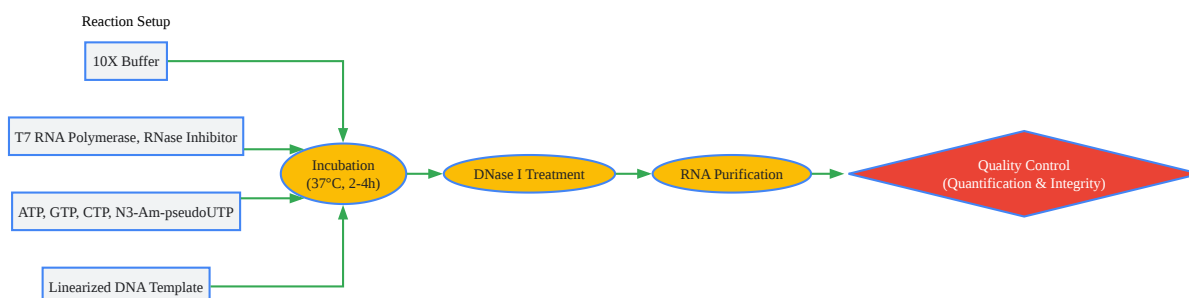 Reaction Setup
10X Buffer
T7 RNA Polymerase, RNase Inhibitor
ATP, GTP, CTP, N3-Am-pseudoUTP
Linearized DNA Template
Incubation
(37°C, 2-4h)
DNase I Treatment
RNA Purification
Quality Control
(Quantification & Integrity)